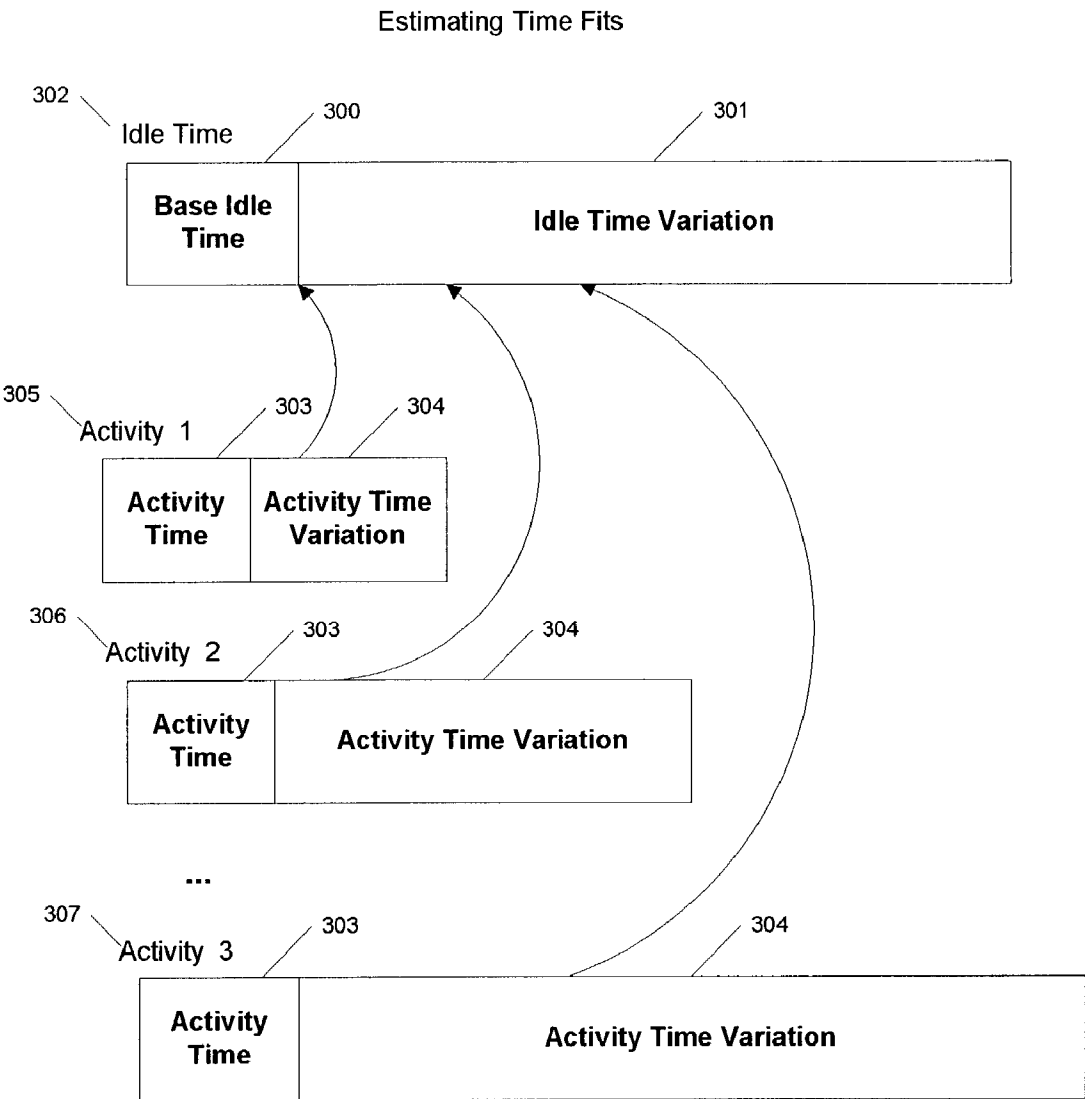 Estimating Time Fits
302
300
301
Idle Time
Base Idle
Time
Idle Time Variation
305
303
304
Activity 1
Activity
Time
Activity Time
Variation
306
303
304
Activity 2
Activity
Time
Activity Time Variation
...
307
303
304
Activity 3
Activity
Time
Activity Time Variation